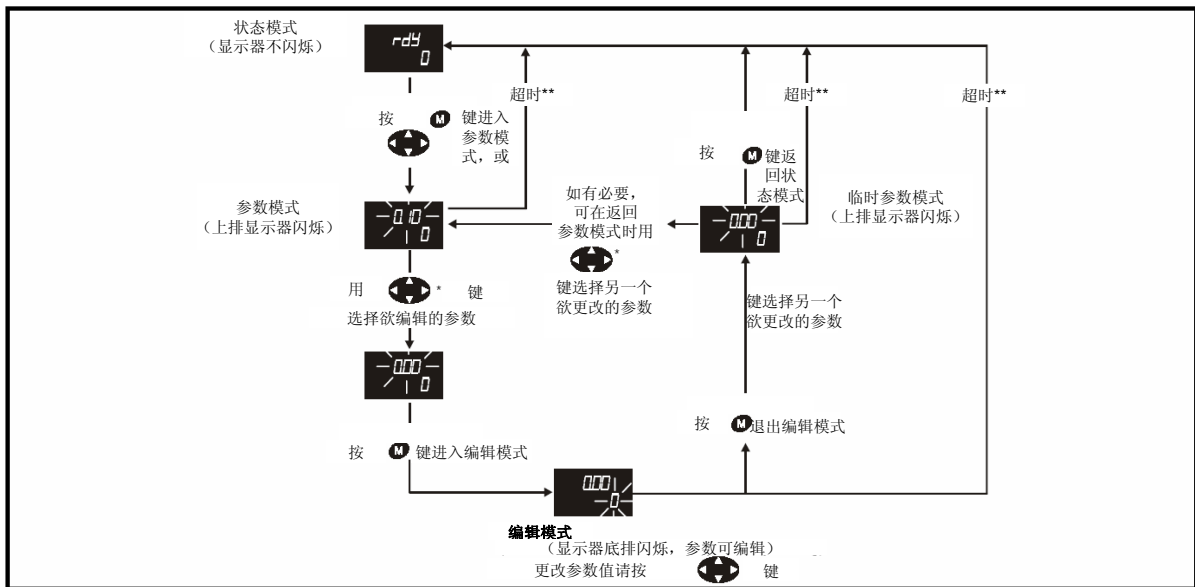 状态模式
（显示器不闪烁）
rdY
0
超时**
超时**
超时**
按 M 键进入
参数模
式，或
按 M 键返
回状
态模式
参数模式
（上排显示器闪烁）
0.10
0
如有必要，
可在返回
参数模式时用
*
键选择另一个
欲更改的参数
0.00
0
临时参数模式
（上排显示器闪烁）
用 * 键
选择欲编辑的参数
键选择另一个
欲更改的参数
0.00
0
按 M 键进入编辑模式
按 M 退出编辑模式
0.00
0
编辑模式
（显示器底排闪烁，参数可编辑）
更改参数值请按 键